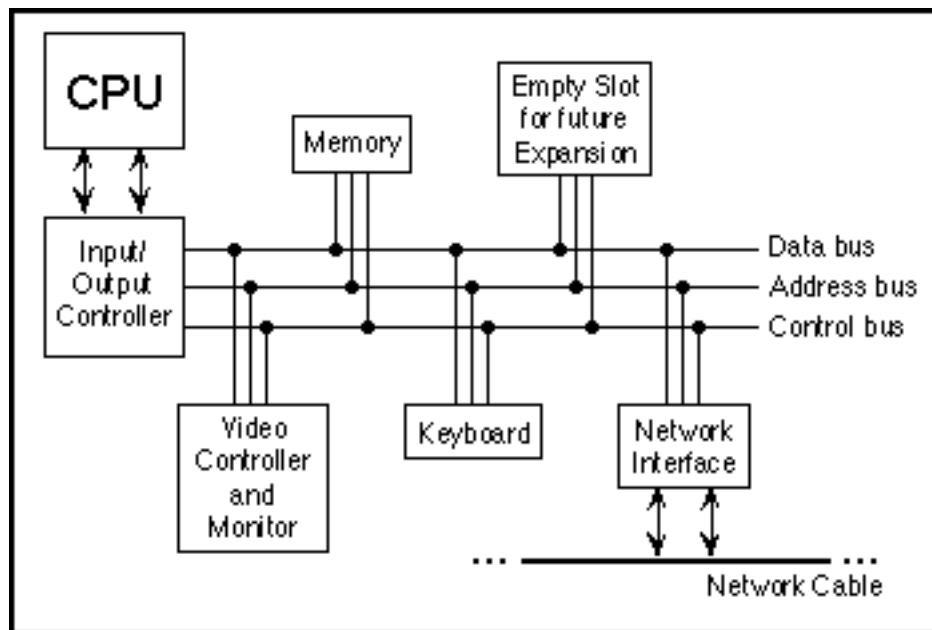 CPU
Empty Slot
for future
Expansion
Memory
Input/
Output
Controller
Data bus
Address bus
Control bus
Video
Controller
and
Monitor
Keyboard
Network
Interface
... ...
Network Cable